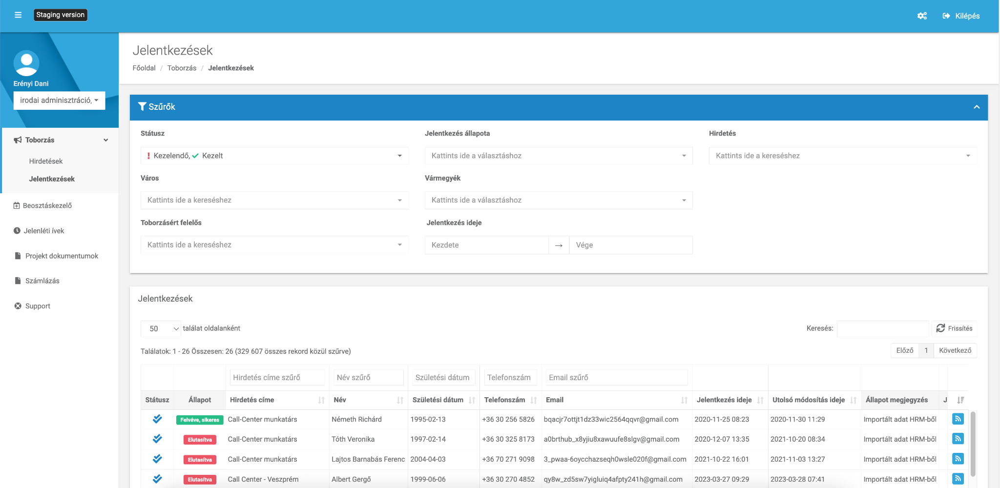 Staging version
Kilépés
Erényi Dani
irodai adminisztráció,
Toborzás
Hirdetések
Jelentkezések
Beosztáskezelő
Jelenléti ívek
Projekt dokumentumok
Számlázás
Support
Jelentkezések
Főoldal / Toborzás / Jelentkezések
Szűrők
Státusz Jelentkezés állapota Hirdetés
Kezelendő, Kezelt Kattints ide a választáshoz Kattints ide a kereséshez
Város Vármegyék
Kattints ide a kereséshez Kattints ide a választáshoz
Toborzásért felelős Jelentkezés ideje
Kattints ide a kereséshez Kezdete → Vége
Jelentkezések
50 találat oldalanként Keresés: Frissítés
Találatok: 1 - 26 Összesen: 26 (329 607 összes rekord közül szűrve) Előző 1 Következő
Hirdetés címe szűrő Név szűrő Születési dátum Telefonszám Email szűrő
Státusz Állapot Hirdetés címe Név Születési dátum Telefonszám Email Jelentkezés ideje Utolsó módosítás ideje Állapot megjegyzés J
Felvéve, sikeres Call-Center munkatárs Németh Richárd 1995-02-13 +36 30 256 5826 bqacjr7ottjt1dz33wic2564qqvr@gmail.com 2020-11-25 08:23 2020-11-30 11:29 Importált adat HRM-ből
Elutasítva Call-Center munkatárs Tóth Veronika 1997-02-14 +36 30 325 8173 a0brthub_x8yjiu8xawuufe8slgv@gmail.com 2020-12-07 13:35 2021-10-20 08:34 Importált adat HRM-ből
Elutasítva Call-Center munkatárs Lajtos Barnabás Ferenc 2004-04-03 +36 70 271 9098 3_pwaa-6oycchazseqh0wsle020f@gmail.com 2021-10-22 16:01 2021-11-03 13:27 Importált adat HRM-ből
Elutasítva Call Center - Veszprém Albert Gergő 1999-06-06 +36 30 270 4852 qy8w_zd5sw7yigluiq4afpty241h@gmail.com 2023-03-27 09:29 2023-03-28 07:41 Importált adat HRM-ből